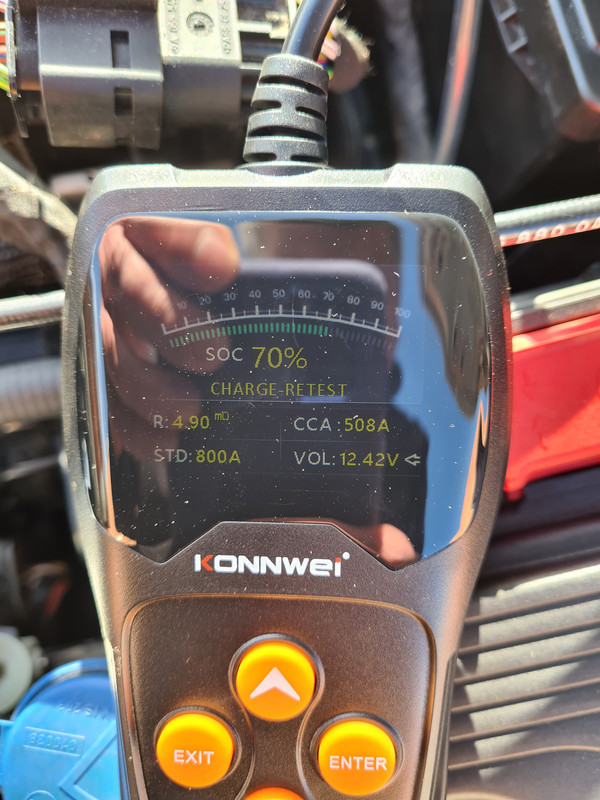 10 20 30 40 50 60 70 80 90 100
SOC 70%
CHARGE-RETEST
R: 4.90 mΩ
CCA: 508A
STD: 800A
VOL: 12.42V
KONNWEI
EXIT
ENTER